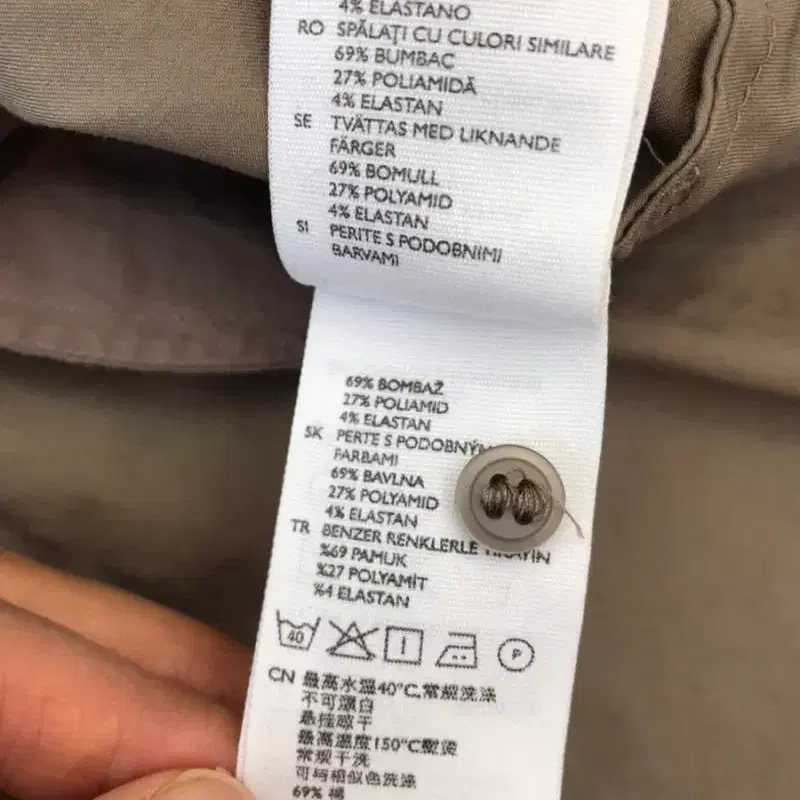 4% ELASTANO
RO SPĂLAȚI CU CULORI SIMILARE
69% BUMBAC
27% POLIAMIDĂ
4% ELASTAN
SE TVÄTTAS MED LIKNANDE
FÄRGER
69% BOMULL
27% POLYAMID
4% ELASTAN
SI PERITE S PODOBNIMI
BARVAMI
69% BOMBAŽ
27% POLIAMID
4% ELASTAN
SK PERTE S PODOBNÝM
FARBAMI
69% BAVLNA
27% POLYAMID
4% ELASTAN
TR BENZER RENKLERLE YIKAYIN
%69 PAMUK
%27 POLYAMİT
%4 ELASTAN
40 P
CN 最高水温40°C,常规洗涤
不可漂白
悬挂晾干
最高温度150°C熨烫
常规干洗
可与相似色洗涤
69% 棉